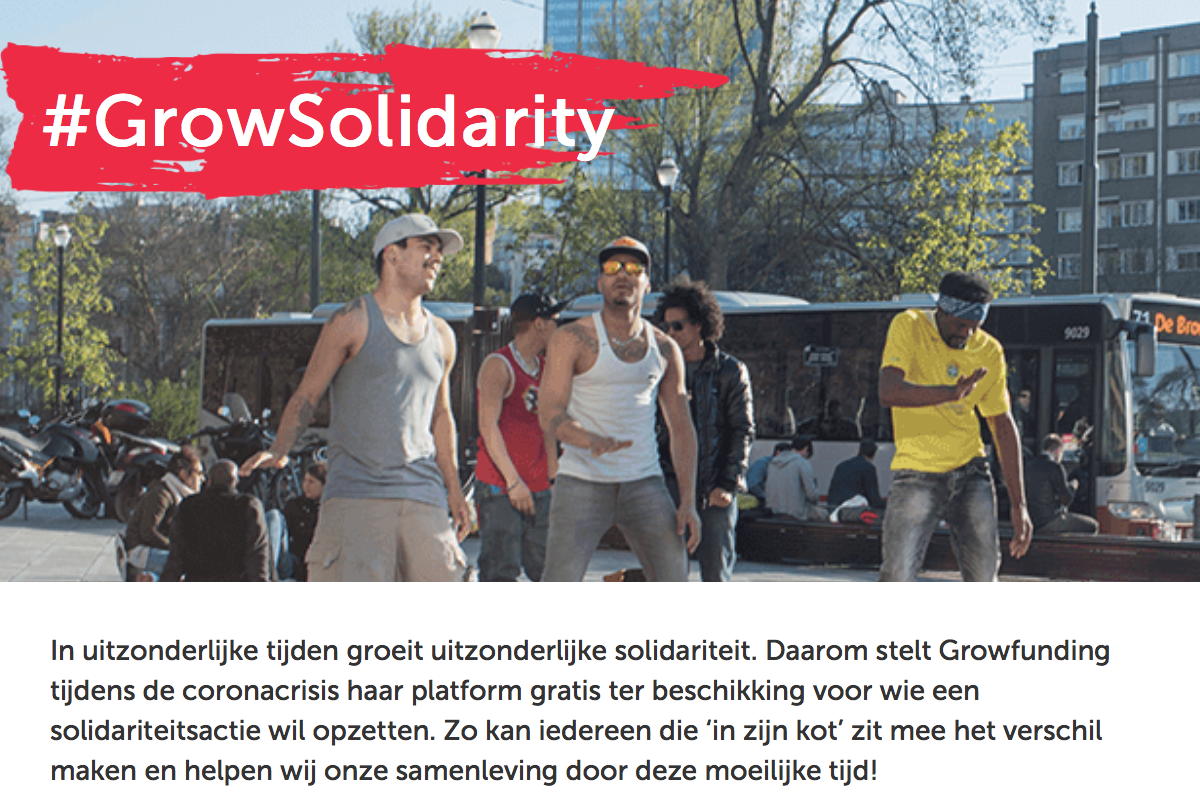 #GrowSolidarity
71 De Bro
9029
9029
In uitzonderlijke tijden groeit uitzonderlijke solidariteit. Daarom stelt Growfunding
tijdens de coronacrisis haar platform gratis ter beschikking voor wie een
solidariteitsactie wil opzetten. Zo kan iedereen die ‘in zijn kot’ zit mee het verschil
maken en helpen wij onze samenleving door deze moeilijke tijd!